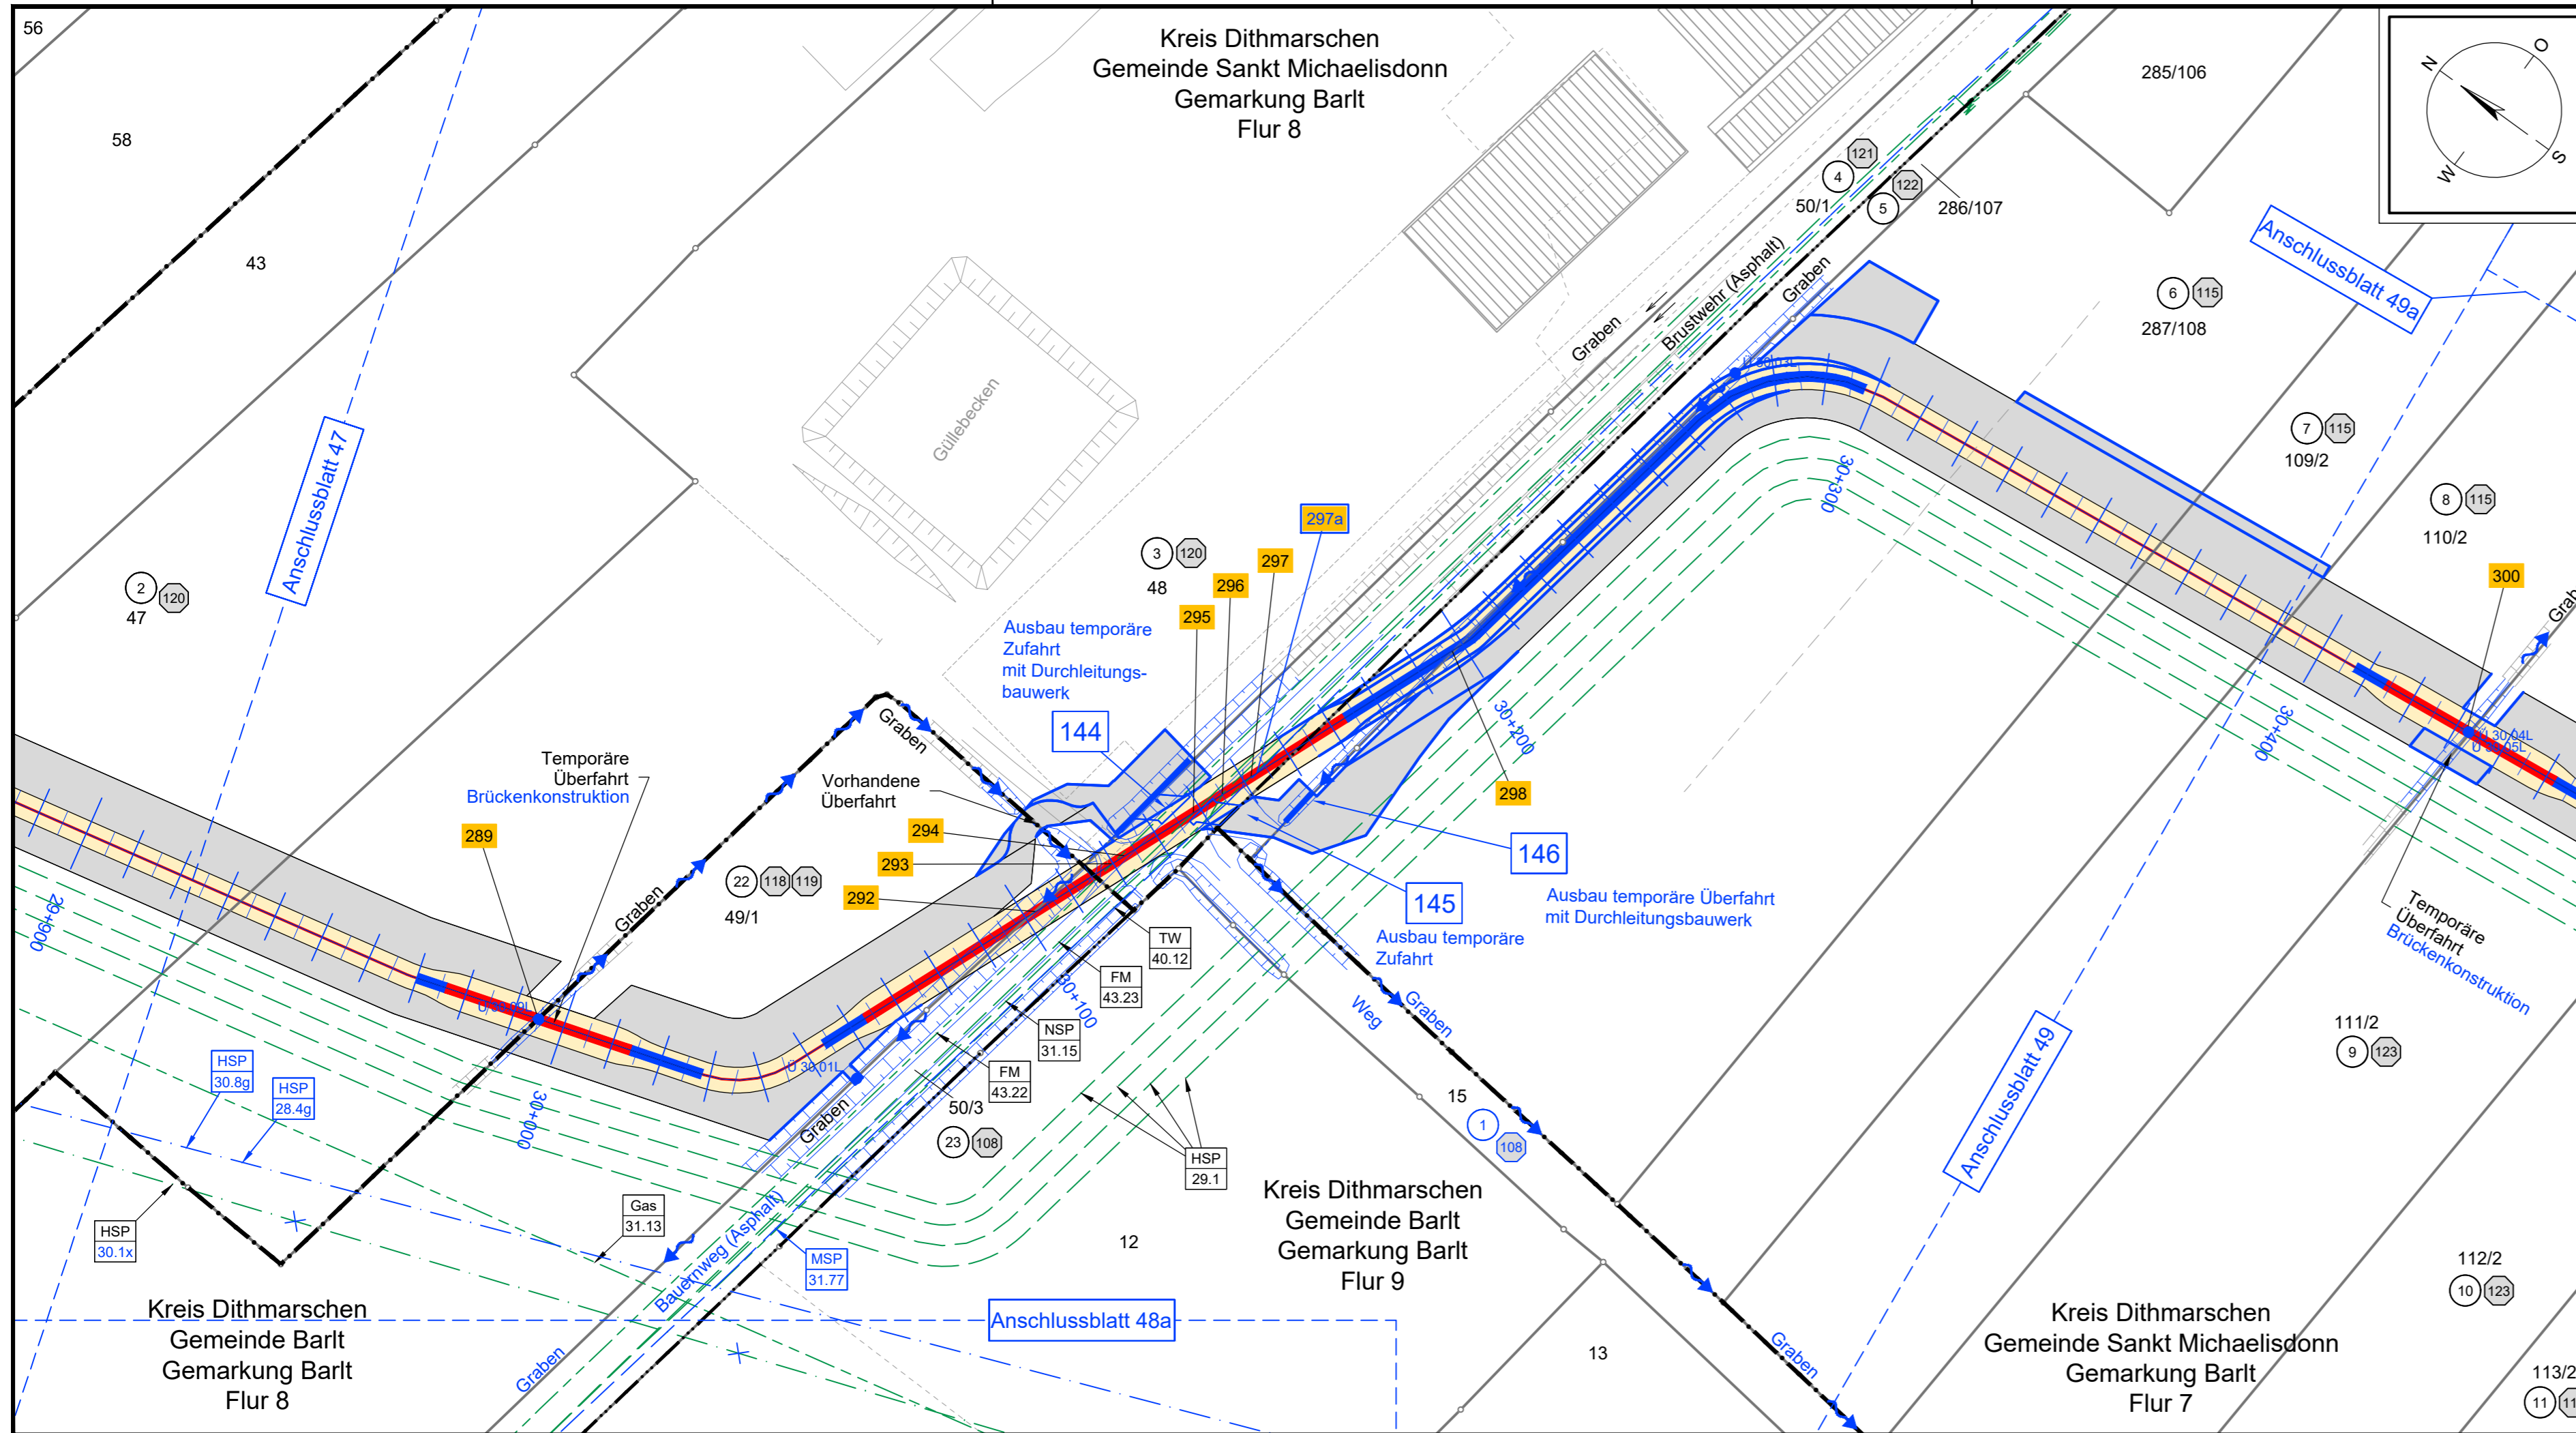 56
58
43
Kreis Dithmarschen
Gemeinde Sankt Michaelisdonn
Gemarkung Barlt
Flur 8
285/106
N
O
W
S
121
4
122
5
50/1
286/107
Anschlussblatt 49a
6
115
287/108
Brustwehr (Asphalt)
Graben
Graben
Güllebecken
Anschlussblatt 47
7
115
109/2
8
115
110/2
30+300
297a
297
296
295
3
120
48
300
2
120
47
Ausbau temporäre
Zufahrt
mit Durchleitungs-
bauwerk
144
Graben
Temporäre
Überfahrt
Brückenkonstruktion
Vorhandene
Überfahrt
289
294
293
292
22
118
119
49/1
Graben
30+200
298
30+400
Ü 30.04L
146
Ausbau temporäre Überfahrt
mit Durchleitungsbauwerk
145
Ausbau temporäre
Zufahrt
Temporäre
Überfahrt
Brückenkonstruktion
29+900
TW
40.12
FM
43.23
30+100
NSP
31.15
FM
43.22
Ü 30.01L
Weg
Graben
111/2
9
123
HSP
30.8g
HSP
28.4g
30+000
Graben
50/3
23
108
15
1
108
Anschlussblatt 49
HSP
29.1
HSP
30.1x
Gas
31.13
Bauernweg (Asphalt)
MSP
31.77
12
Kreis Dithmarschen
Gemeinde Barlt
Gemarkung Barlt
Flur 9
112/2
10
123
Kreis Dithmarschen
Gemeinde Barlt
Gemarkung Barlt
Flur 8
Anschlussblatt 48a
Graben
13
Graben
Kreis Dithmarschen
Gemeinde Sankt Michaelisdonn
Gemarkung Barlt
Flur 7
113/2
11